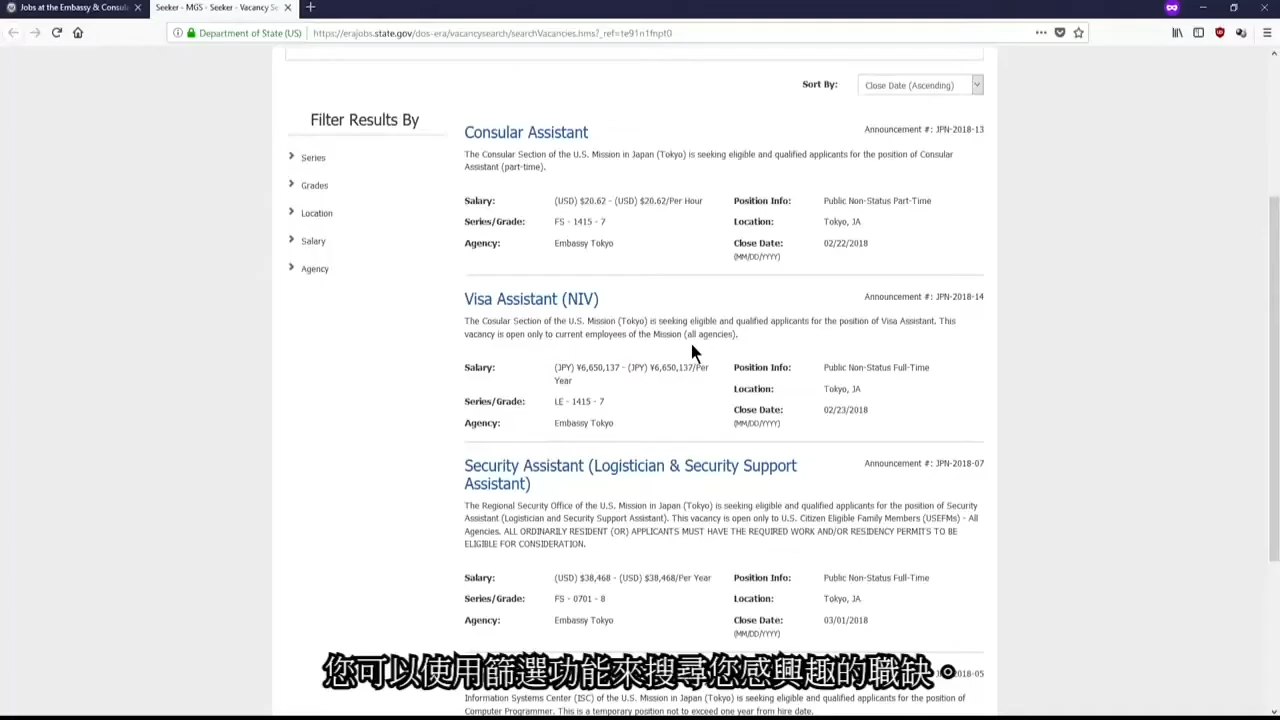 Jobs at the Embassy & Consula
Seeker - MGS - Seeker - Vacancy Se
Department of State (US)
https://erajobs.state.gov/dos-era/vacancysearch/searchVacancies.hms?_ref=te91n1fnpt0
Sort By:
Close Date (Ascending)
Filter Results By
Series
Grades
Location
Salary
Agency
Consular Assistant
Announcement #: JPN-2018-13
The Consular Section of the U.S. Mission in Japan (Tokyo) is seeking eligible and qualified applicants for the position of Consular
Assistant (part-time).
Salary: (USD) $20.62 - (USD) $20.62/Per Hour Position Info: Public Non-Status Part-Time
Series/Grade: FS - 1415 - 7 Location: Tokyo, JA
Agency: Embassy Tokyo Close Date: 02/22/2018
(MM/DD/YYYY)
Visa Assistant (NIV)
Announcement #: JPN-2018-14
The Cosular Section of the U.S. Mission (Tokyo) is seeking eligible and qualified applicants for the position of Visa Assistant. This
vacancy is open only to current employees of the Mission (all agencies).
Salary: (JPY) ¥6,650,137 - (JPY) ¥6,650,137/Per Position Info: Public Non-Status Full-Time
Year
Location: Tokyo, JA
Series/Grade: LE - 1415 - 7
Close Date: 02/23/2018
Agency: Embassy Tokyo (MM/DD/YYYY)
Security Assistant (Logistician & Security Support
Assistant)
Announcement #: JPN-2018-07
The Regional Security Office of the U.S. Mission in Japan (Tokyo) is seeking eligible and qualified applicants for the position of Security
Assistant (Logistician and Security Support Assistant). This vacancy is open only to U.S. Citizen Eligible Family Members (USEFMs) - All
Agencies. ALL ORDINARILY RESIDENT (OR) APPLICANTS MUST HAVE THE REQUIRED WORK AND/OR RESIDENCY PERMITS TO BE
ELIGIBLE FOR CONSIDERATION.
Salary: (USD) $38,468 - (USD) $38,468/Per Year Position Info: Public Non-Status Full-Time
Series/Grade: FS - 0701 - 8 Location: Tokyo, JA
Agency: Embassy Tokyo Close Date: 03/01/2018
(MM/DD/YYYY)
您可以使用篩選功能來搜尋您感興趣的職缺。
2018-05
Information Systems Center (ISC) of the U.S. Mission in Japan (Tokyo) is seeking eligible and qualified applicants for the position of
Computer Programmer. This is a temporary position not to exceed one year from hire date.